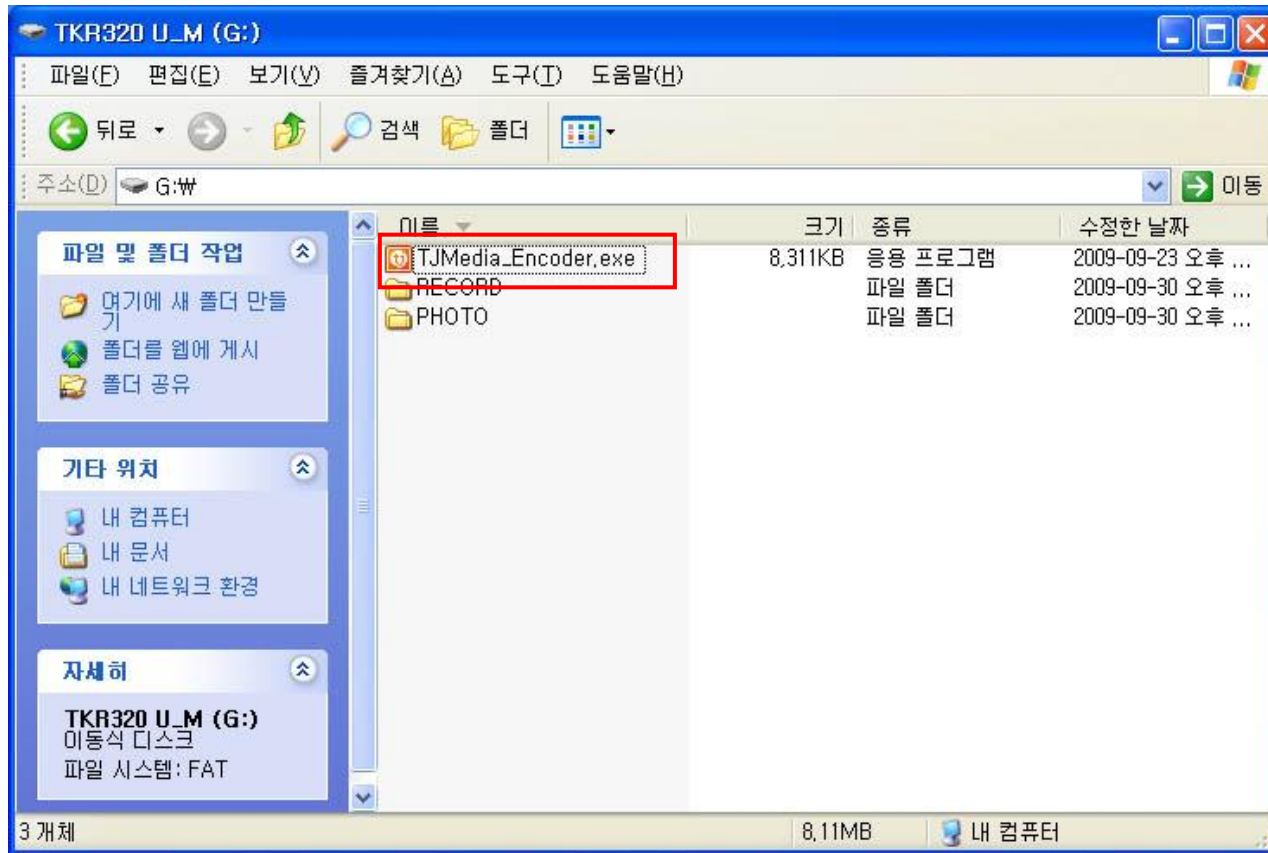 TKR320 U_M (G:)
파일(F) 편집(E) 보기(V) 즐겨찾기(A) 도구(T) 도움말(H)
뒤로 검색 폴더
주소(D) G:₩ 이동
이름 크기 종류 수정한 날짜
TJMedia_Encoder.exe 8,311KB 응용 프로그램 2009-09-23 오후 ...
RECORD 파일 폴더 2009-09-30 오후 ...
PHOTO 파일 폴더 2009-09-30 오후 ...
파일 및 폴더 작업
여기에 새 폴더 만들
기
폴더를 웹에 게시
폴더 공유
기타 위치
내 컴퓨터
내 문서
내 네트워크 환경
자세히
TKR320 U_M (G:)
이동식 디스크
파일 시스템: FAT
3 개체 8,11MB 내 컴퓨터